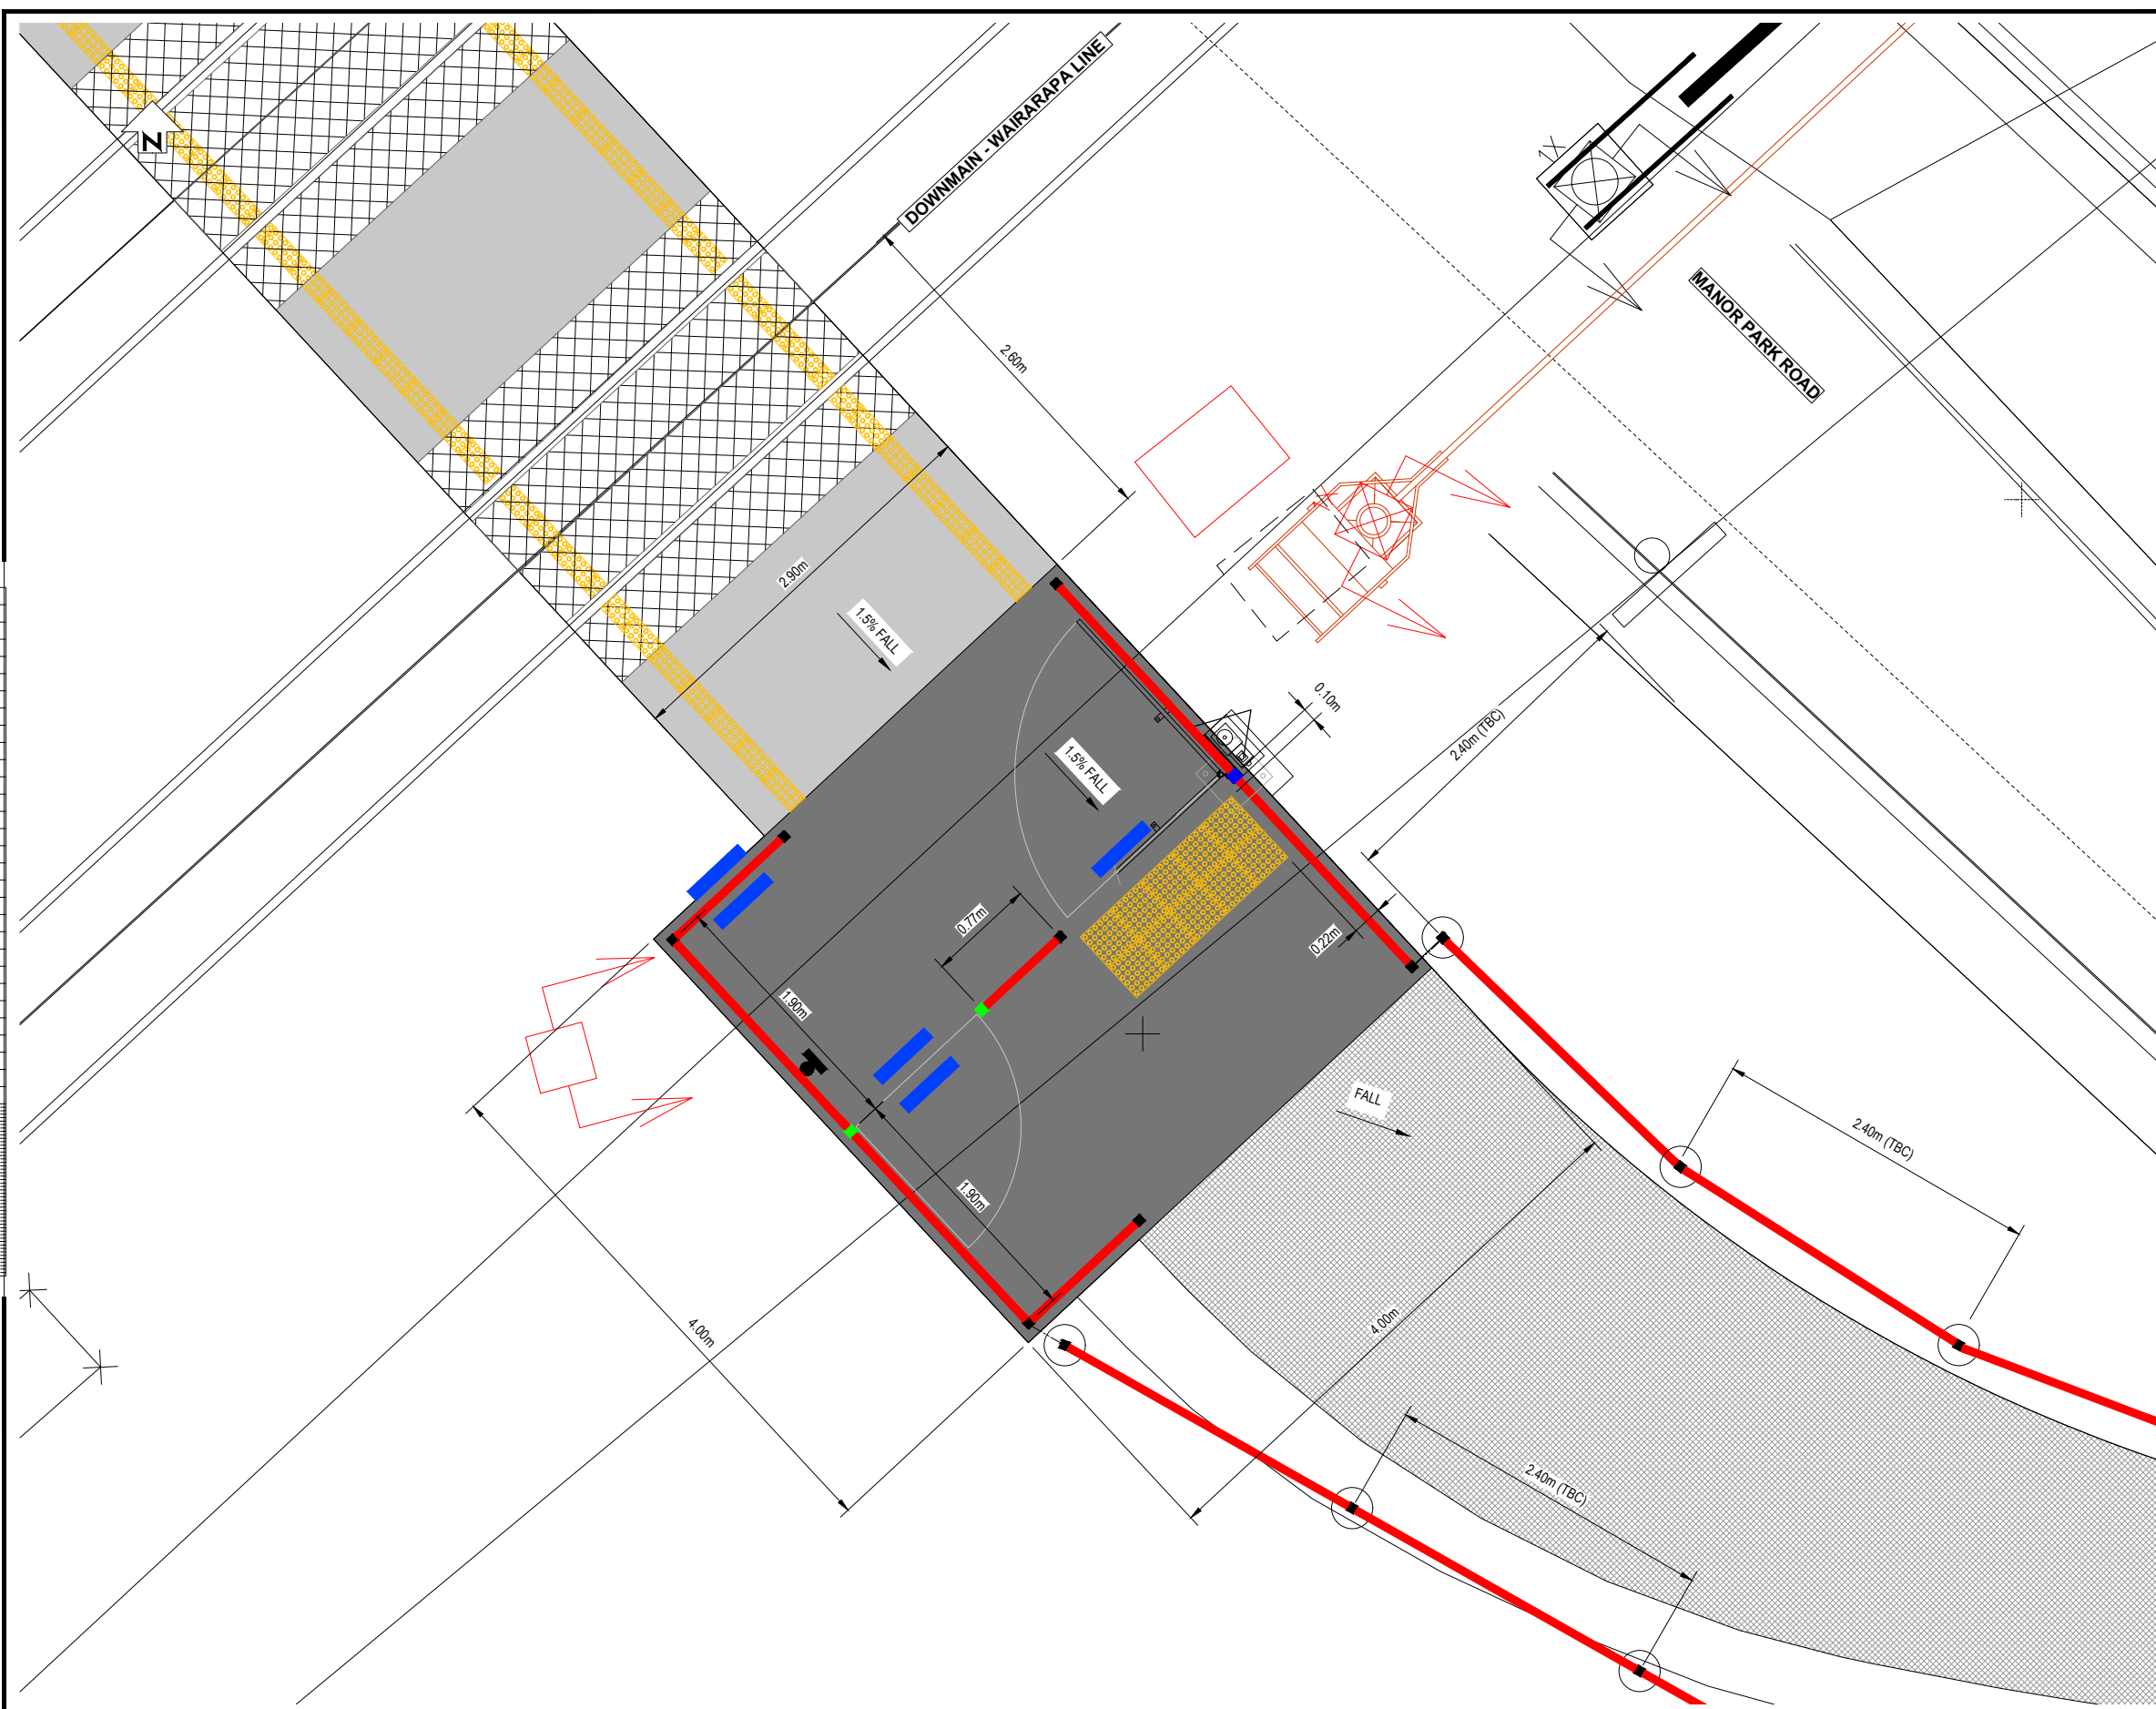 N
DOWNMAIN - WAIRARAPA LINE
MANOR PARK ROAD
2.60m
2.90m
1.5% FALL
0.10m
2.40m (TBC)
1.5% FALL
0.77m
0.22m
1.90m
FALL
2.40m (TBC)
1.90m
4.00m
4.00m
2.40m (TBC)